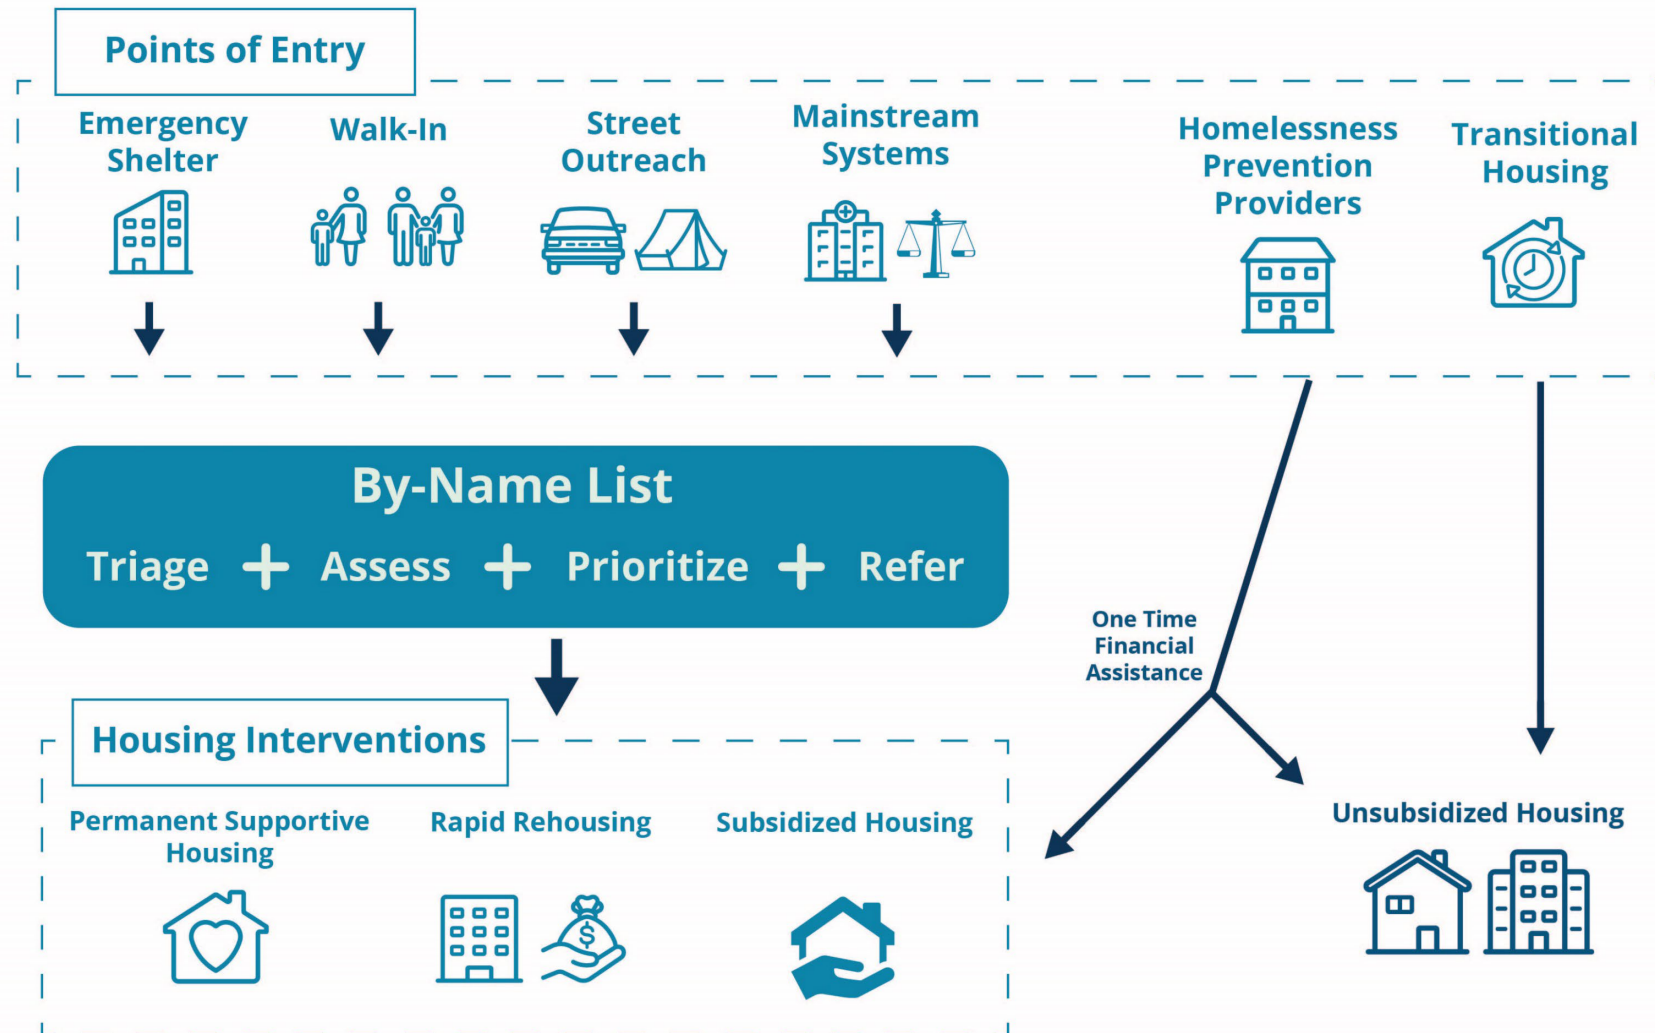 Points of Entry
Emergency
Shelter
Walk-In
Street
Outreach
Mainstream
Systems
Homelessness
Prevention
Providers
Transitional
Housing
By-Name List
Triage + Assess + Prioritize + Refer
One Time
Financial
Assistance
Housing Interventions
Permanent Supportive
Housing
Rapid Rehousing
$
Subsidized Housing
Unsubsidized Housing